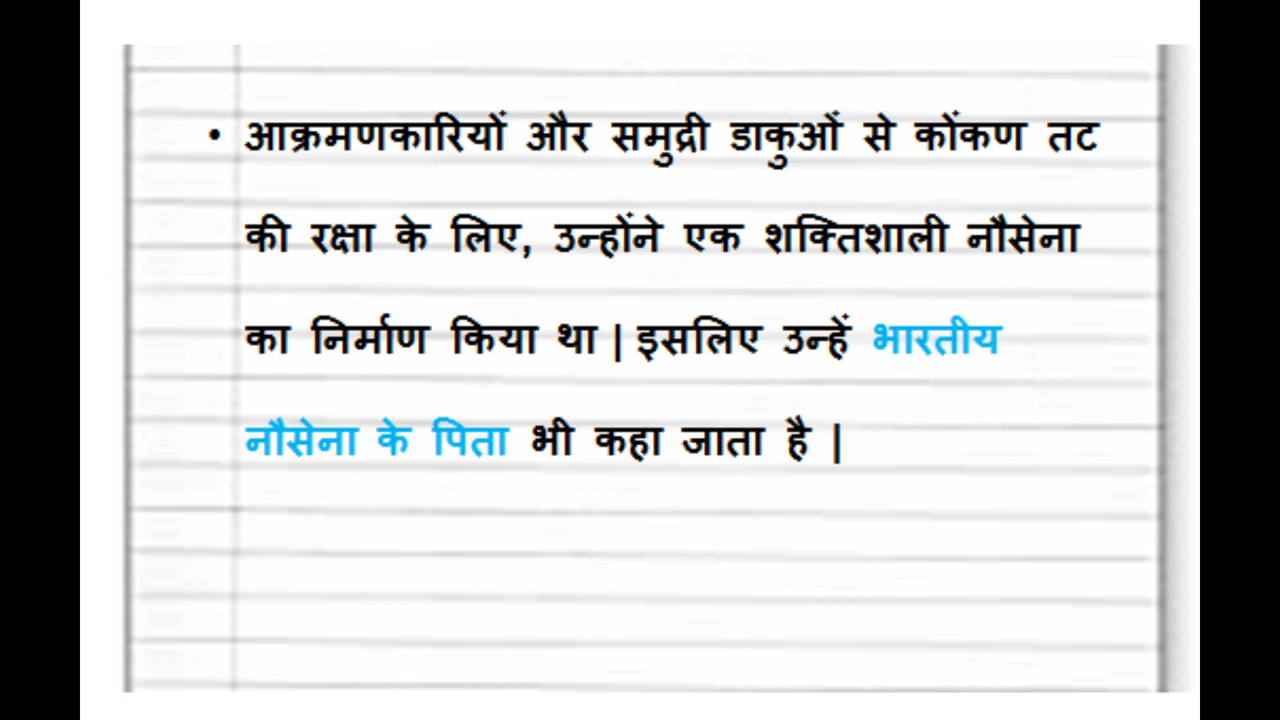 • आक्रमणकारियों और समुद्री डाकुओं से कोंकण तट
की रक्षा के लिए, उन्होंने एक शक्तिशाली नौसेना
का निर्माण किया था | इसलिए उन्हें भारतीय
नौसेना के पिता भी कहा जाता है |